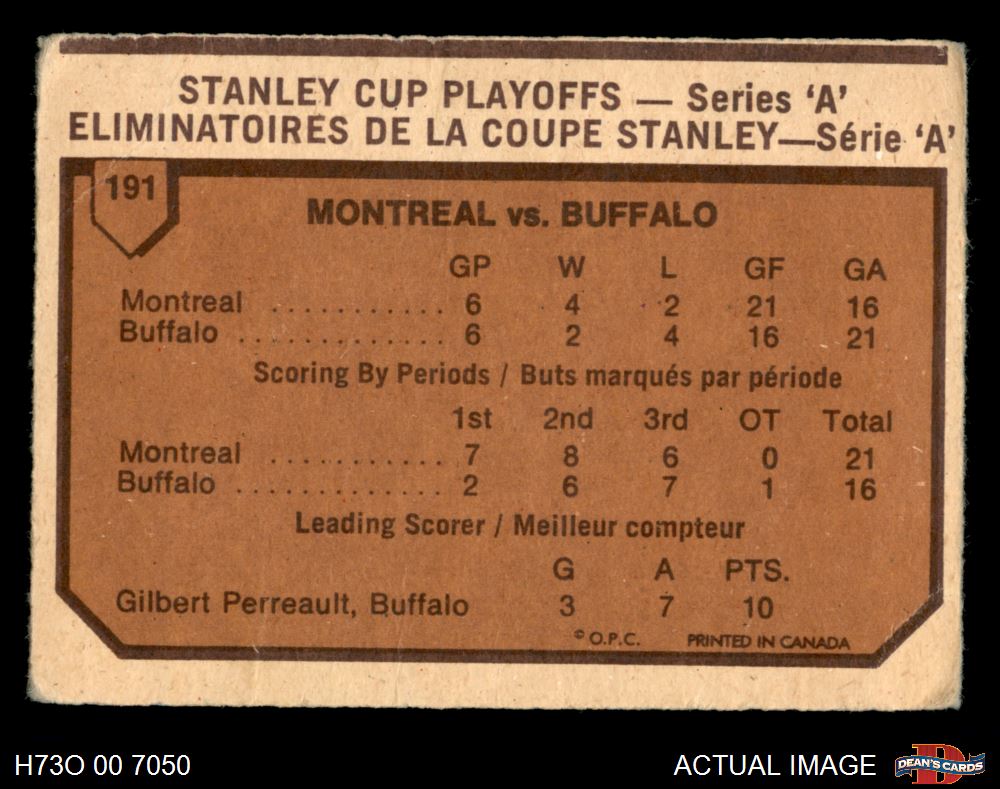 STANLEY CUP PLAYOFFS — Series 'A'
ELIMINATOIRES DE LA COUPE STANLEY—Série 'A'
191
MONTREAL vs. BUFFALO
GP W L GF GA
Montreal ........... 6 4 2 21 16
Buffalo ............. 6 2 4 16 21
Scoring By Periods / Buts marqués par période
1st 2nd 3rd OT Total
Montreal ........... 7 8 6 0 21
Buffalo ............. 2 6 7 1 16
Leading Scorer / Meilleur compteur
G A PTS.
Gilbert Perreault, Buffalo 3 7 10
© O.P.C. PRINTED IN CANADA
H73O 00 7050
ACTUAL IMAGE
D
DEAN'S CARDS